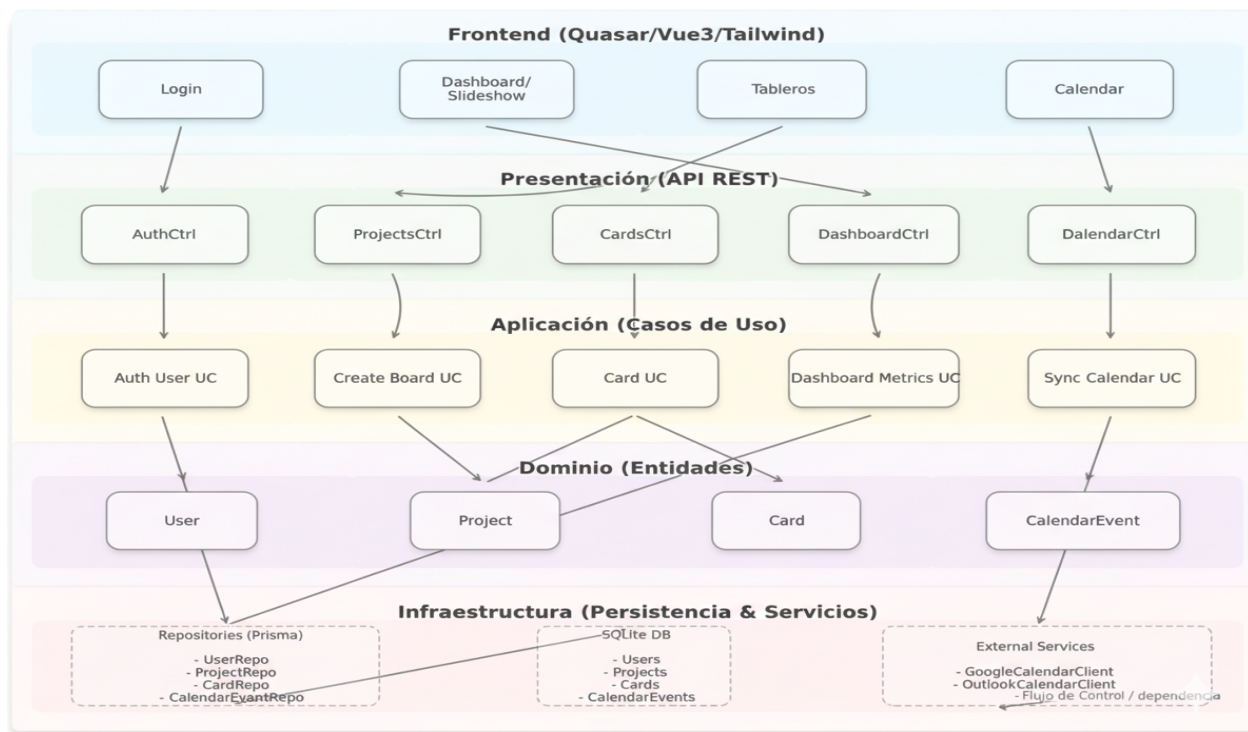 Frontend (Quasar/Vue3/Tailwind)
Login
Dashboard/
Slideshow
Tableros
Calendar
Presentación (API REST)
AuthCtrl
ProjectsCtrl
CardsCtrl
DashboardCtrl
DalendarCtrl
Aplicación (Casos de Uso)
Auth User UC
Create Board UC
Card UC
Dashboard Metrics UC
Sync Calendar UC
Dominio (Entidades)
User
Project
Card
CalendarEvent
Infraestructura (Persistencia & Servicios)
Repositories (Prisma)
- UserRepo
- ProjectRepo
- CardRepo
- CalendarEvantRepo
SQLite DB
- Users
- Projects
- Cards
- CalendarEvents
External Services
- GoogleCalendarClient
- OutlookCalendarClient
- Flujo de Control / dependencia